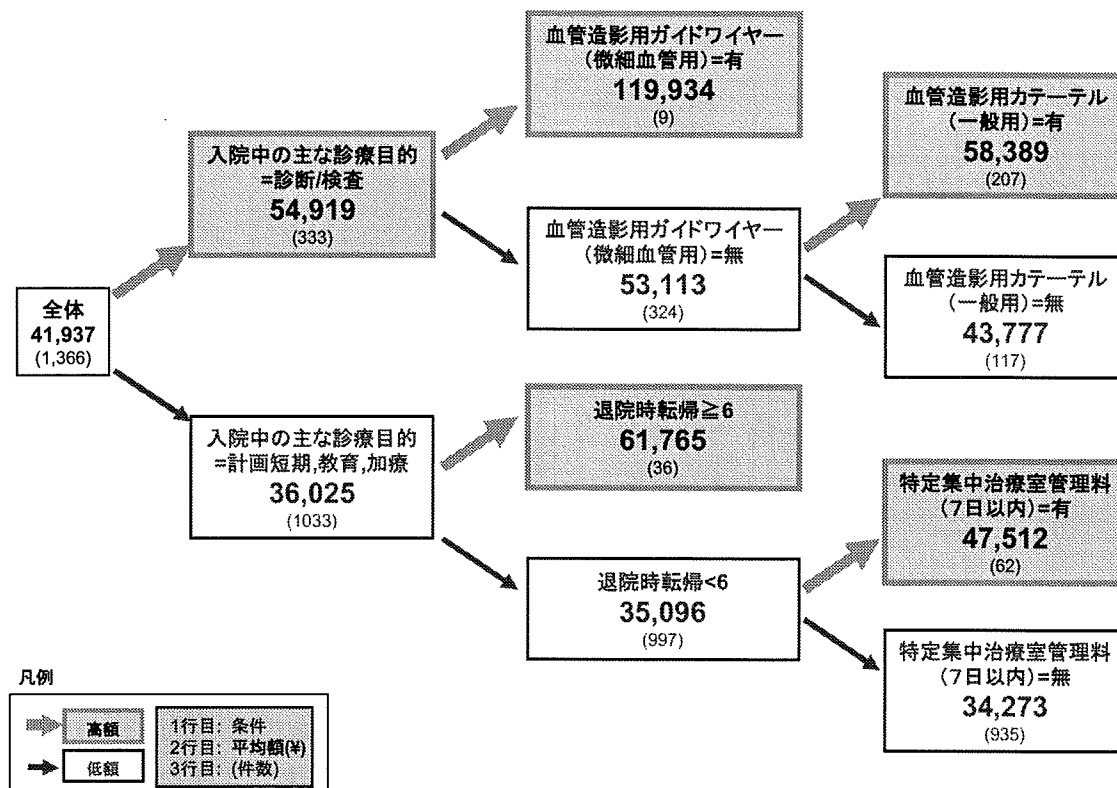 血管造影用ガイドワイヤー
(微細血管用)=有
119,934
(9)
血管造影用カテーテル
(一般用)=有
58,389
(207)
入院中の主な診療目的
=診断/検査
54,919
(333)
血管造影用ガイドワイヤー
(微細血管用)=無
53,113
(324)
血管造影用カテーテル
(一般用)=無
43,777
(117)
全体
41,937
(1,366)
退院時転帰≧6
61,765
(36)
入院中の主な診療目的
=計画短期,教育,加療
36,025
(1033)
特定集中治療室管理料
(7日以内)=有
47,512
(62)
退院時転帰<6
35,096
(997)
特定集中治療室管理料
(7日以内)=無
34,273
(935)
凡例
高額
低額
1行目: 条件
2行目: 平均額(¥)
3行目: (件数)